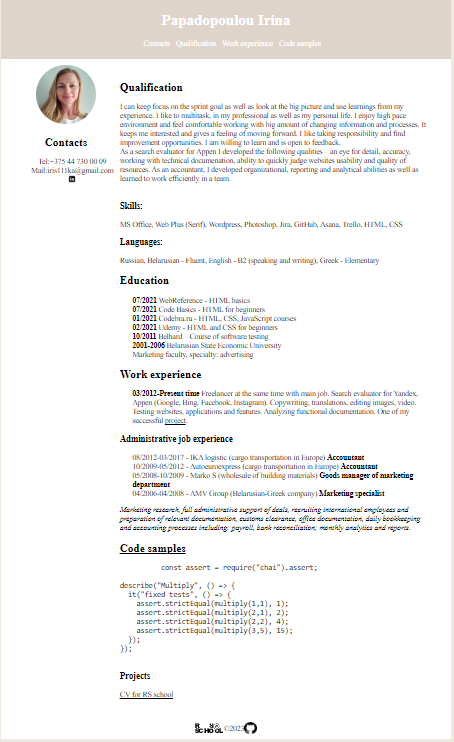 Papadopoulou Irina
Contacts Qualification Work experience Code samples
Contacts
Tel:+375 44 730 00 09
Mail:iris111ka@gmail.com
in
Qualification
I can keep focus on the sprint goal as well as look at the big picture and use learnings from my
experience. I like to multitask, in my professional as well as my personal life. I enjoy high pace
environment and feel comfortable working with big amount of changing information and processes. It
keeps me interested and gives a feeling of moving forward. I like taking responsibility and find
improvement opportunities. I am willing to learn and is open to feedback.
As a search evaluator for Appen I developed the following qualities – an eye for detail, accuracy,
working with technical documenation, ability to quickly judge websites usability and quality of
resources. As an accountant, I developed organizational, reporting and analytical abilities as well as
learned to work efficiently in a team.
Skills:
MS Office, Web Plus (Serif), Wordpress, Photoshop, Jira, GitHub, Asana, Trello, HTML, CSS
Languages:
Russian, Belarusian - Fluent, English - B2 (speaking and writing), Greek - Elementary
Education
07/2021 WebReference - HTML basics
07/2021 Code Basics - HTML for beginners
01/2021 Codebra.ru - HTML, CSS, JavaScript courses
02/2021 Udemy - HTML and CSS for beginners
10/2011 Belhard – Course of software testing
2001-2006 Belarusian State Economic University
Marketing faculty, specialty: advertising
Work experience
03/2012-Present time Freelancer at the same time with main job. Search evaluator for Yandex,
Appen (Google, Bing, Facebook, Instagram). Copywriting, translations, editing images, video.
Testing websites, applications and features. Analyzing functional documentation. One of my
successful project.
Administrative job experience
08/2012-03/2017 - IKA logistic (cargo transportation in Europe) Accountant
10/2009-05/2012 - Autoeuroexpress (cargo transportation in Europe) Accountant
05/2008-10/2009 - Marko S (wholesale of building materials) Goods manager of marketing
department
04/2006-04/2008 - AMV Group (Belarusian-Greek company) Marketing specialist
Marketing research, full administrative support of deals, recruiting international employees and
preparation of relevant documentation, customs clearance, office documentation, daily bookkeeping
and accounting processes including: payroll, bank reconciliation, monthly analytics and reports.
Code samples
const assert = require("chai").assert;
describe("Multiply", () => {
it("fixed tests", () => {
assert.strictEqual(multiply(1,1), 1);
assert.strictEqual(multiply(2,1), 2);
assert.strictEqual(multiply(2,2), 4);
assert.strictEqual(multiply(3,5), 15);
});
});
Projects
CV for RS school
RS SCHOOL ©2023